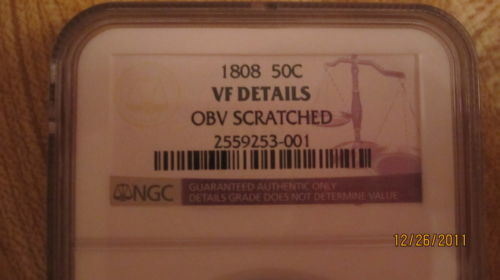 1808 50C
VF DETAILS
OBV SCRATCHED
2559253-001
NGC
GUARANTEED AUTHENTIC ONLY
DETAILS GRADE DOES NOT DETERMINE VALUE
12/26/2011